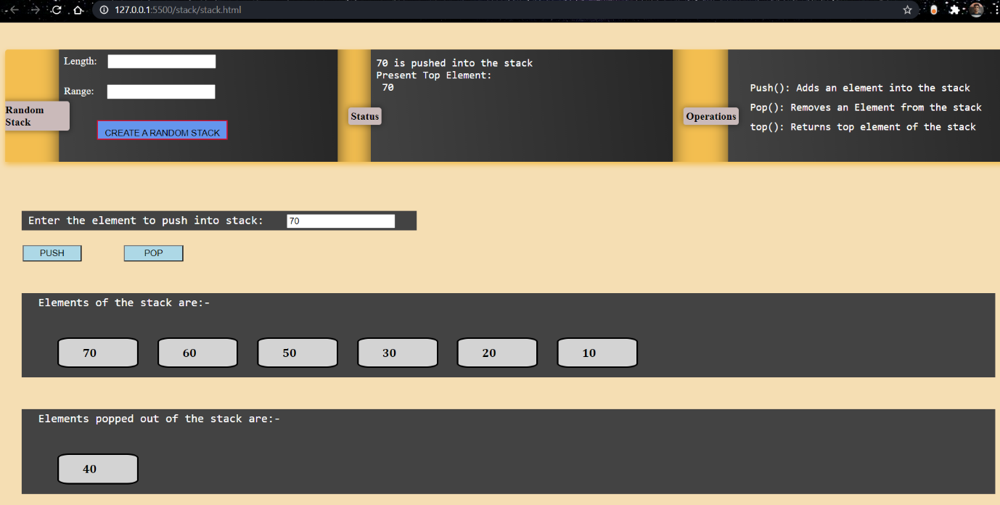 127.0.0.1:5500/stack/stack.html
Random
Stack
Length:
Range:
CREATE A RANDOM STACK
Status
70 is pushed into the stack
Present Top Element:
70
Operations
Push(): Adds an element into the stack
Pop(): Removes an Element from the stack
top(): Returns top element of the stack
Enter the element to push into stack: 70
PUSH POP
Elements of the stack are:-
70 60 50 30 20 10
Elements popped out of the stack are:-
40